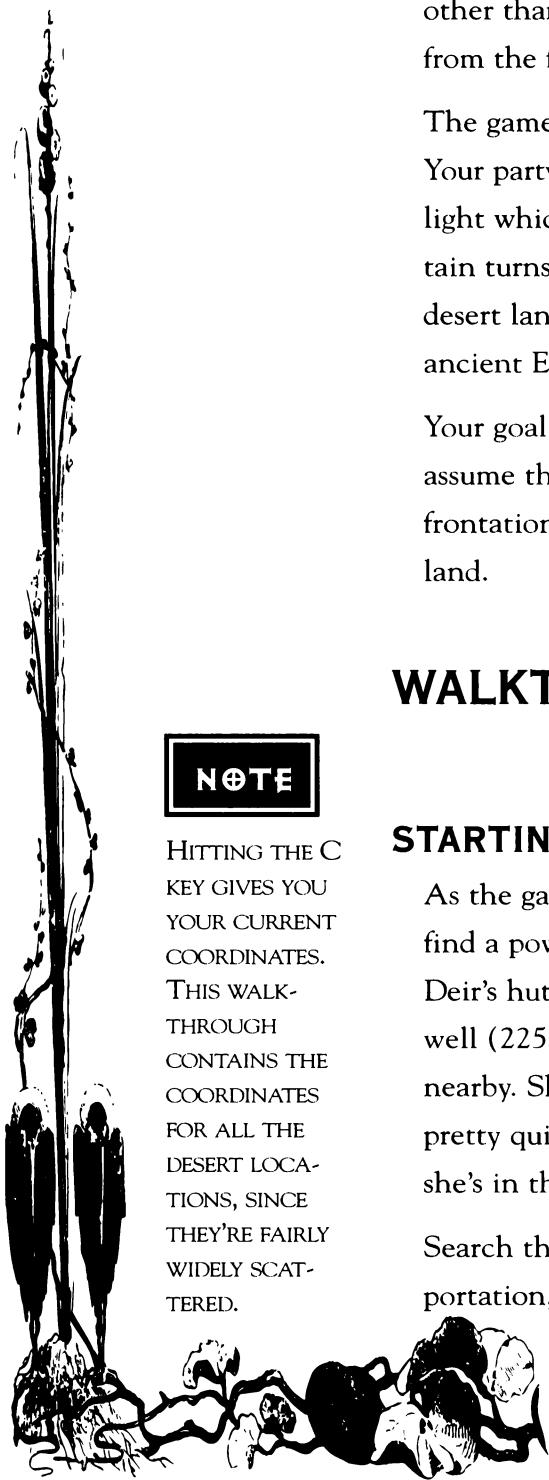 other than
from the f
The game
Your party
light whic
tain turns
desert lan
ancient E
Your goal
assume th
frontation
land.
WALKT
NOTE
HITTING THE C
KEY GIVES YOU
YOUR CURRENT
COORDINATES.
THIS WALK-
THROUGH
CONTAINS THE
COORDINATES
FOR ALL THE
DESERT LOCA-
TIONS, SINCE
THEY'RE FAIRLY
WIDELY SCAT-
TERED.
STARTIN
As the ga
find a pow
Deir's hut
well (225
nearby. Sh
pretty qui
she's in th
Search th
portation,